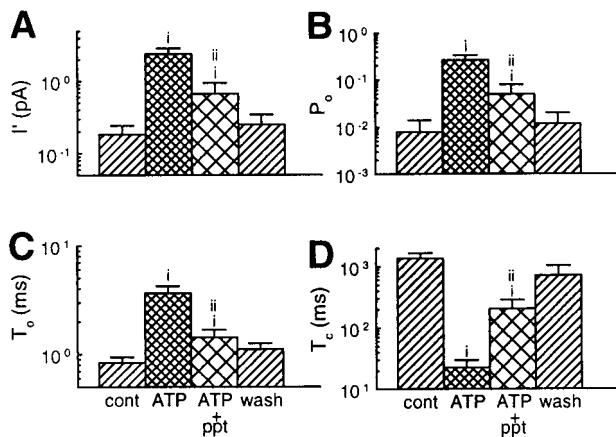 A
I' (pA)
10⁰
10⁻¹
i
ii
i
B
Pₒ
10⁰
10⁻¹
10⁻²
10⁻³
i
ii
i
C
Tₒ (ms)
10¹
10⁰
i
ii
i
cont ATP ATP + ppt wash
D
T_c (ms)
10³
10²
10¹
i
ii
i
cont ATP ATP + ppt wash